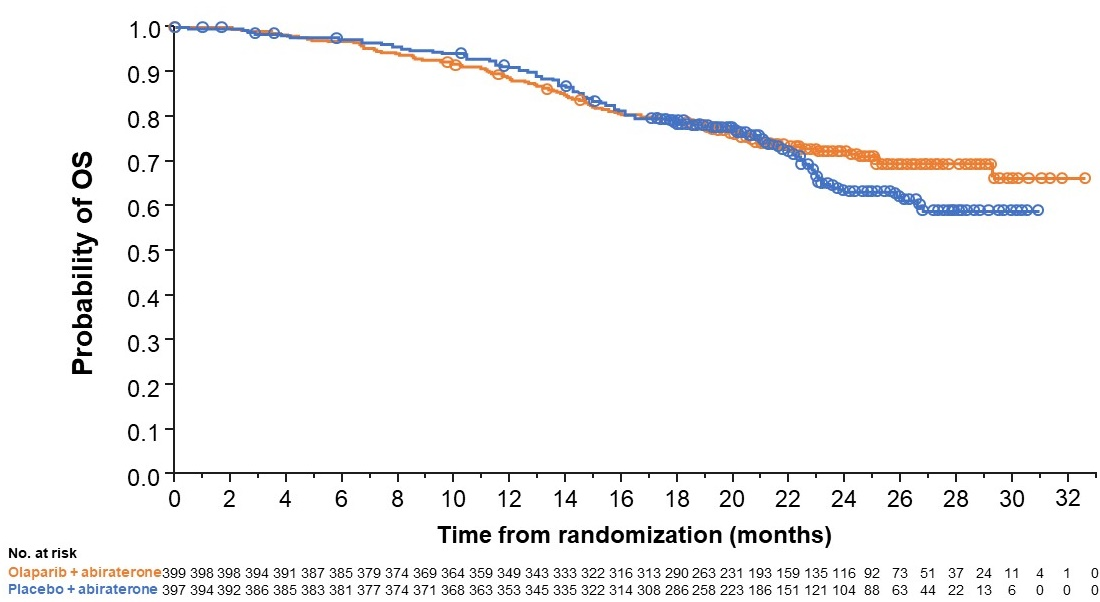 1.0
0.9
0.8
0.7
0.6
0.5
0.4
0.3
0.2
0.1
0.0
Probability of OS
0 2 4 6 8 10 12 14 16 18 20 22 24 26 28 30 32
Time from randomization (months)
No. at risk
Olaparib + abiraterone 399 398 398 394 391 387 385 379 374 369 364 359 349 343 333 322 316 313 290 263 231 193 159 135 116 92 73 51 37 24 11 4 1 0
Placebo + abiraterone 397 394 392 386 385 383 381 377 374 371 368 363 353 345 335 322 314 308 286 258 223 186 151 121 104 88 63 44 22 13 6 0 0 0